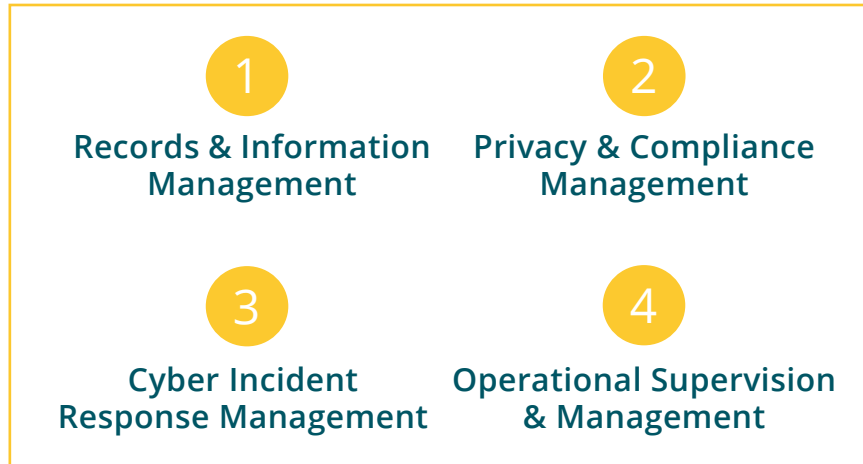 1
Records & Information
Management
2
Privacy & Compliance
Management
3
Cyber Incident
Response Management
4
Operational Supervision
& Management